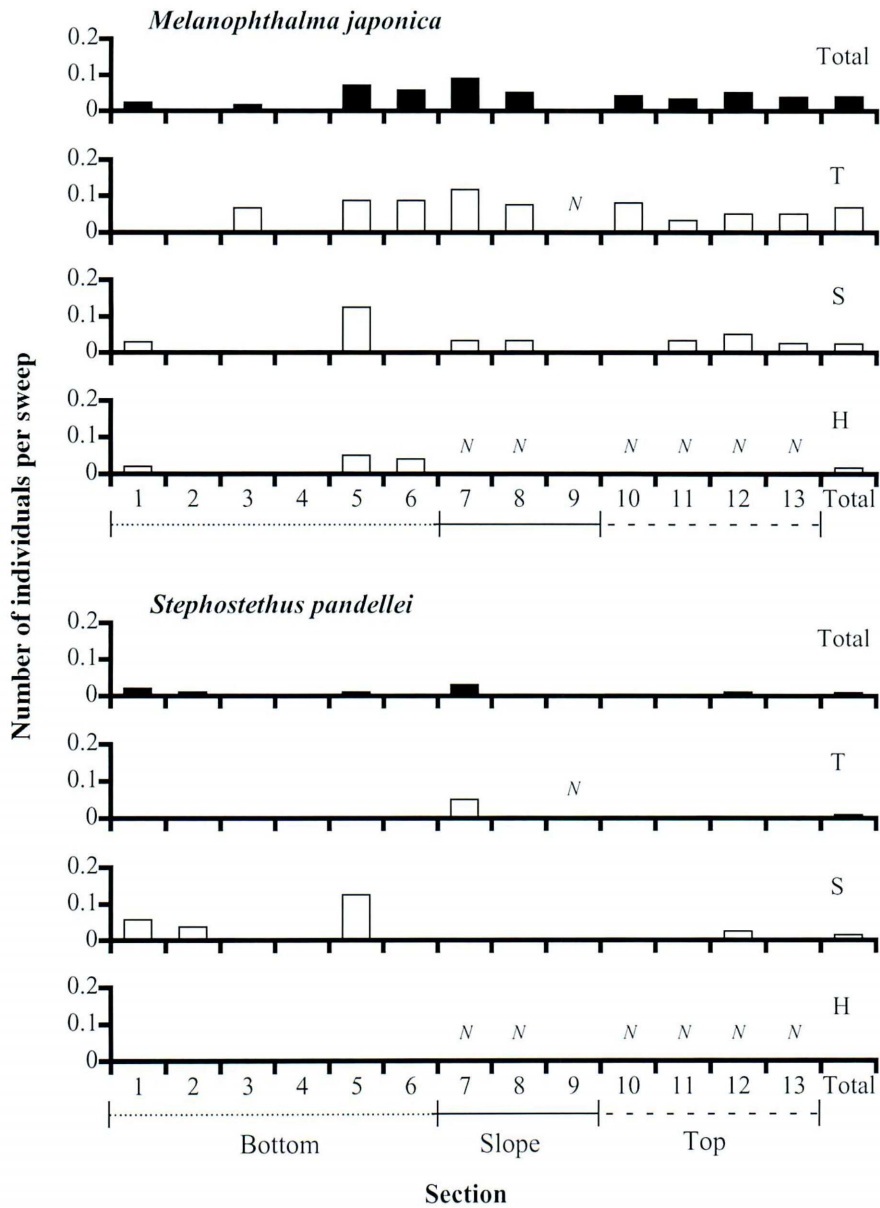 Melanophthalma japonica
0.2
0.1
0
Total
0.2
0.1
0
T
N
0.2
0.1
0
S
0.2
0.1
0
H
N N N N N N
1 2 3 4 5 6 7 8 9 10 11 12 13 Total
Number of individuals per sweep
Stephostethus pandellei
0.2
0.1
0
Total
0.2
0.1
0
T
N
0.2
0.1
0
S
0.2
0.1
0
H
N N N N N N
1 2 3 4 5 6 7 8 9 10 11 12 13 Total
Bottom Slope Top
Section